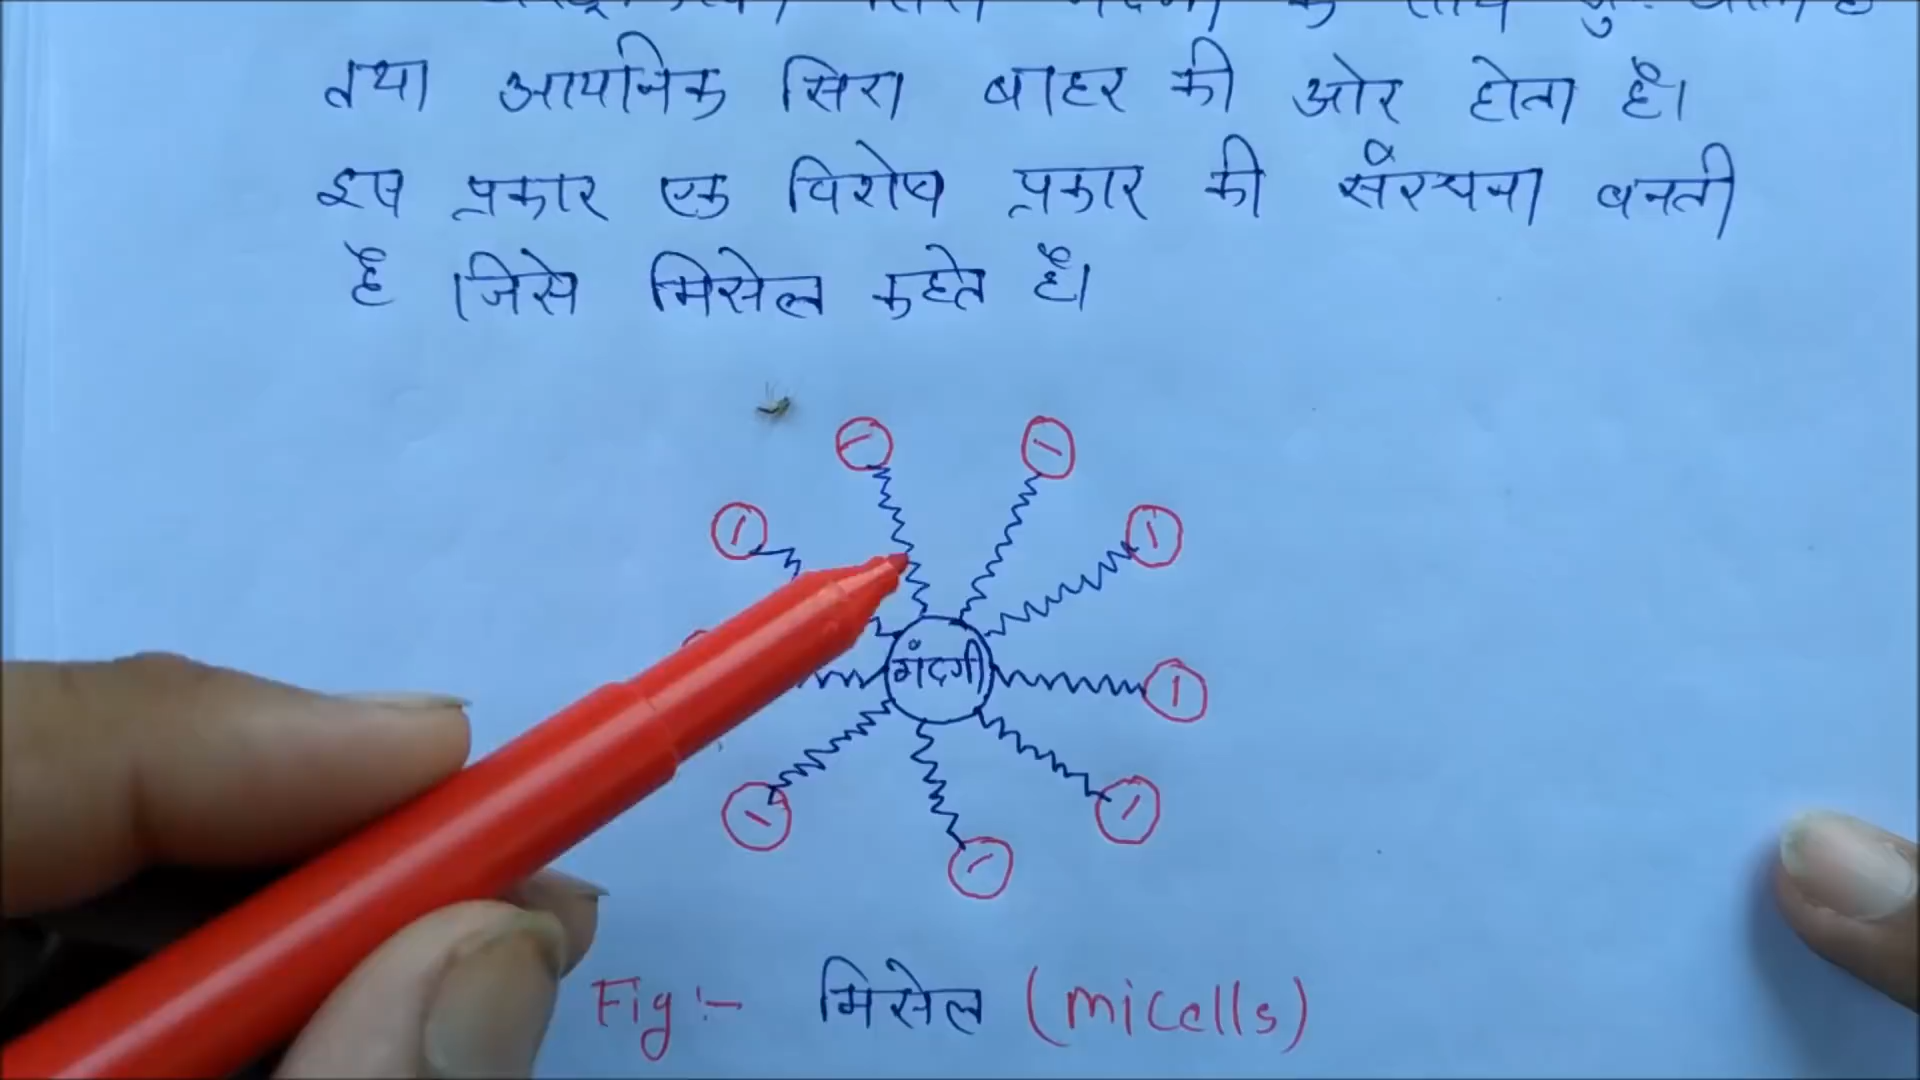 तथा आयनिक सिरा बाहर की ओर होता है।
इस प्रकार एक विशेष प्रकार की संरचना बनती
है जिसे मिसेल कहते है।
गंदगी
Fig:- मिसेल (micells)